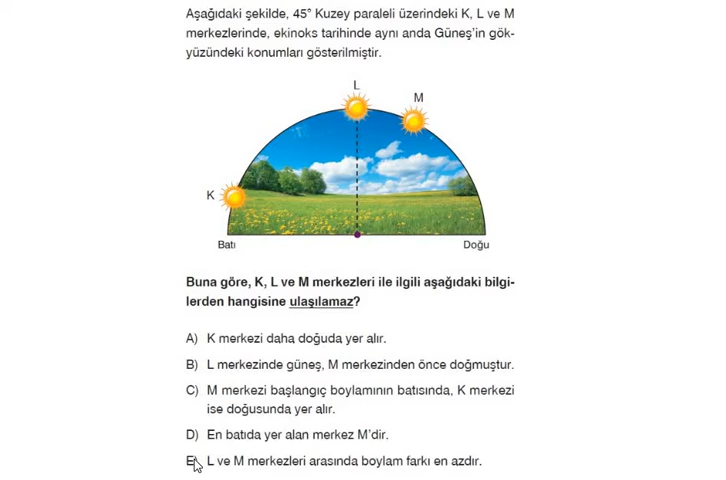 Aşağıdaki şekilde, 45° Kuzey paraleli üzerindeki K, L ve M
merkezlerinde, ekinoks tarihinde aynı anda Güneş'in gök-
yüzündeki konumları gösterilmiştir.
L
M
K
Batı
Doğu
Buna göre, K, L ve M merkezleri ile ilgili aşağıdaki bilgi-
lerden hangisine ulaşılamaz?
A) K merkezi daha doğuda yer alır.
B) L merkezinde güneş, M merkezinden önce doğmuştur.
C) M merkezi başlangıç boylamının batısında, K merkezi
ise doğusunda yer alır.
D) En batıda yer alan merkez M'dir.
E) L ve M merkezleri arasında boylam farkı en azdır.